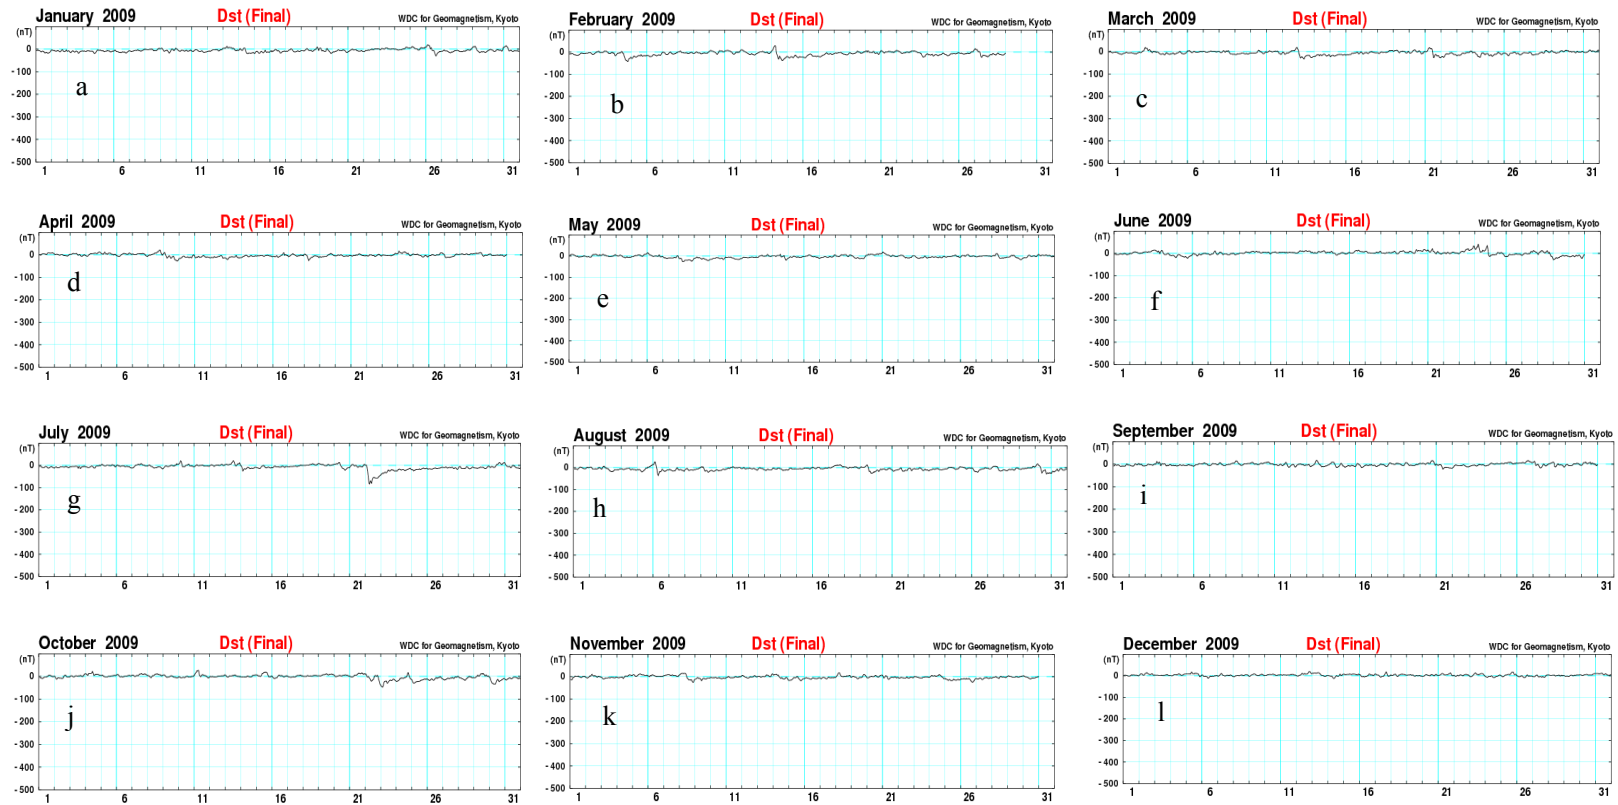 January 2009 Dst (Final) WDC for Geomagnetism, Kyoto
(nT)
0
-100
a
-200
-300
-400
-500
1 6 11 16 21 26 31
February 2009 Dst (Final) WDC for Geomagnetism, Kyoto
(nT)
0
-100
b
-200
-300
-400
-500
1 6 11 16 21 26 31
March 2009 Dst (Final) WDC for Geomagnetism, Kyoto
(nT)
0
-100
c
-200
-300
-400
-500
1 6 11 16 21 26 31
April 2009 Dst (Final) WDC for Geomagnetism, Kyoto
(nT)
0
-100
d
-200
-300
-400
-500
1 6 11 16 21 26 31
May 2009 Dst (Final) WDC for Geomagnetism, Kyoto
(nT)
0
-100
e
-200
-300
-400
-500
1 6 11 16 21 26 31
June 2009 Dst (Final) WDC for Geomagnetism, Kyoto
(nT)
0
-100
-200
f
-300
-400
-500
1 6 11 16 21 26 31
July 2009 Dst (Final) WDC for Geomagnetism, Kyoto
(nT)
0
-100
g
-200
-300
-400
-500
1 6 11 16 21 26 31
August 2009 Dst (Final) WDC for Geomagnetism, Kyoto
(nT)
0
-100
h
-200
-300
-400
-500
1 6 11 16 21 26 31
September 2009 Dst (Final) WDC for Geomagnetism, Kyoto
(nT)
0
-100
i
-200
-300
-400
-500
1 6 11 16 21 26 31
October 2009 Dst (Final) WDC for Geomagnetism, Kyoto
(nT)
0
-100
j
-200
-300
-400
-500
1 6 11 16 21 26 31
November 2009 Dst (Final) WDC for Geomagnetism, Kyoto
(nT)
0
-100
k
-200
-300
-400
-500
1 6 11 16 21 26 31
December 2009 Dst (Final) WDC for Geomagnetism, Kyoto
(nT)
0
-100
l
-200
-300
-400
-500
1 6 11 16 21 26 31